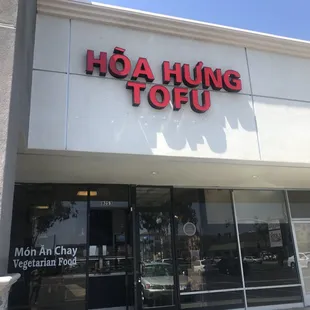 HÒA HƯNG
TOFU
Món Ăn Chay
Vegetarian Food